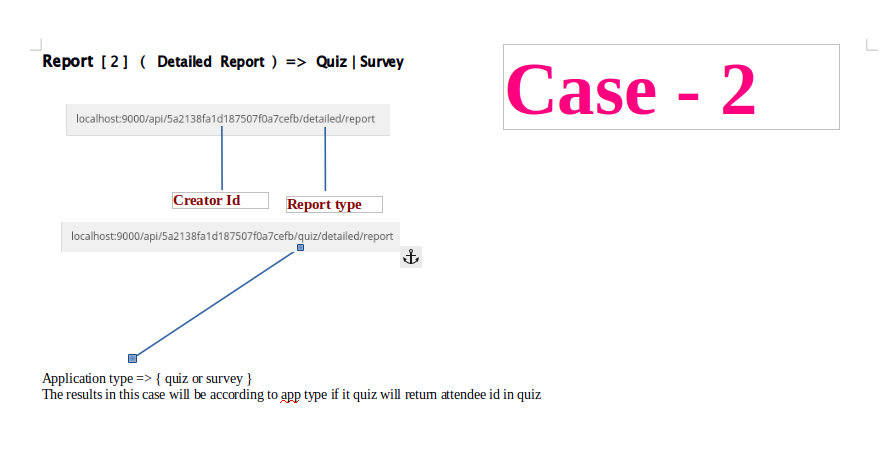 Report [ 2 ] ( Detailed Report ) => Quiz | Survey
Case - 2
localhost:9000/api/5a2138fa1d187507f0a7cefb/detailed/report
Creator Id
Report type
localhost:9000/api/5a2138fa1d187507f0a7cefb/quiz/detailed/report
Application type => { quiz or survey }
The results in this case will be according to app type if it quiz will return attendee id in quiz